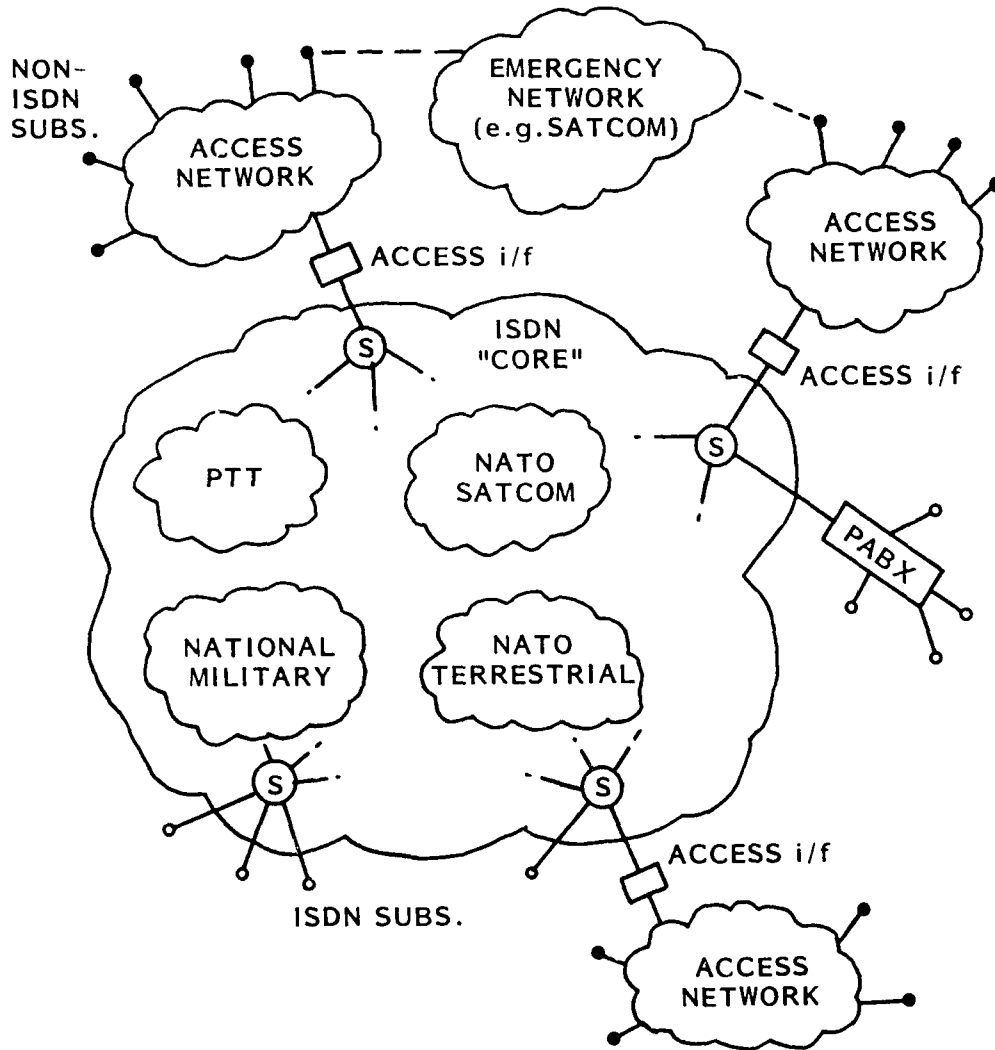 NON-
ISDN
SUBS.
ACCESS
NETWORK
EMERGENCY
NETWORK
(e.g.SATCOM)
ACCESS
NETWORK
ACCESS i/f
ISDN
"CORE"
S
ACCESS i/f
S
PTT
NATO
SATCOM
PABX
NATIONAL
MILITARY
NATO
TERRESTRIAL
S
S
ACCESS i/f
ISDN SUBS.
ACCESS
NETWORK